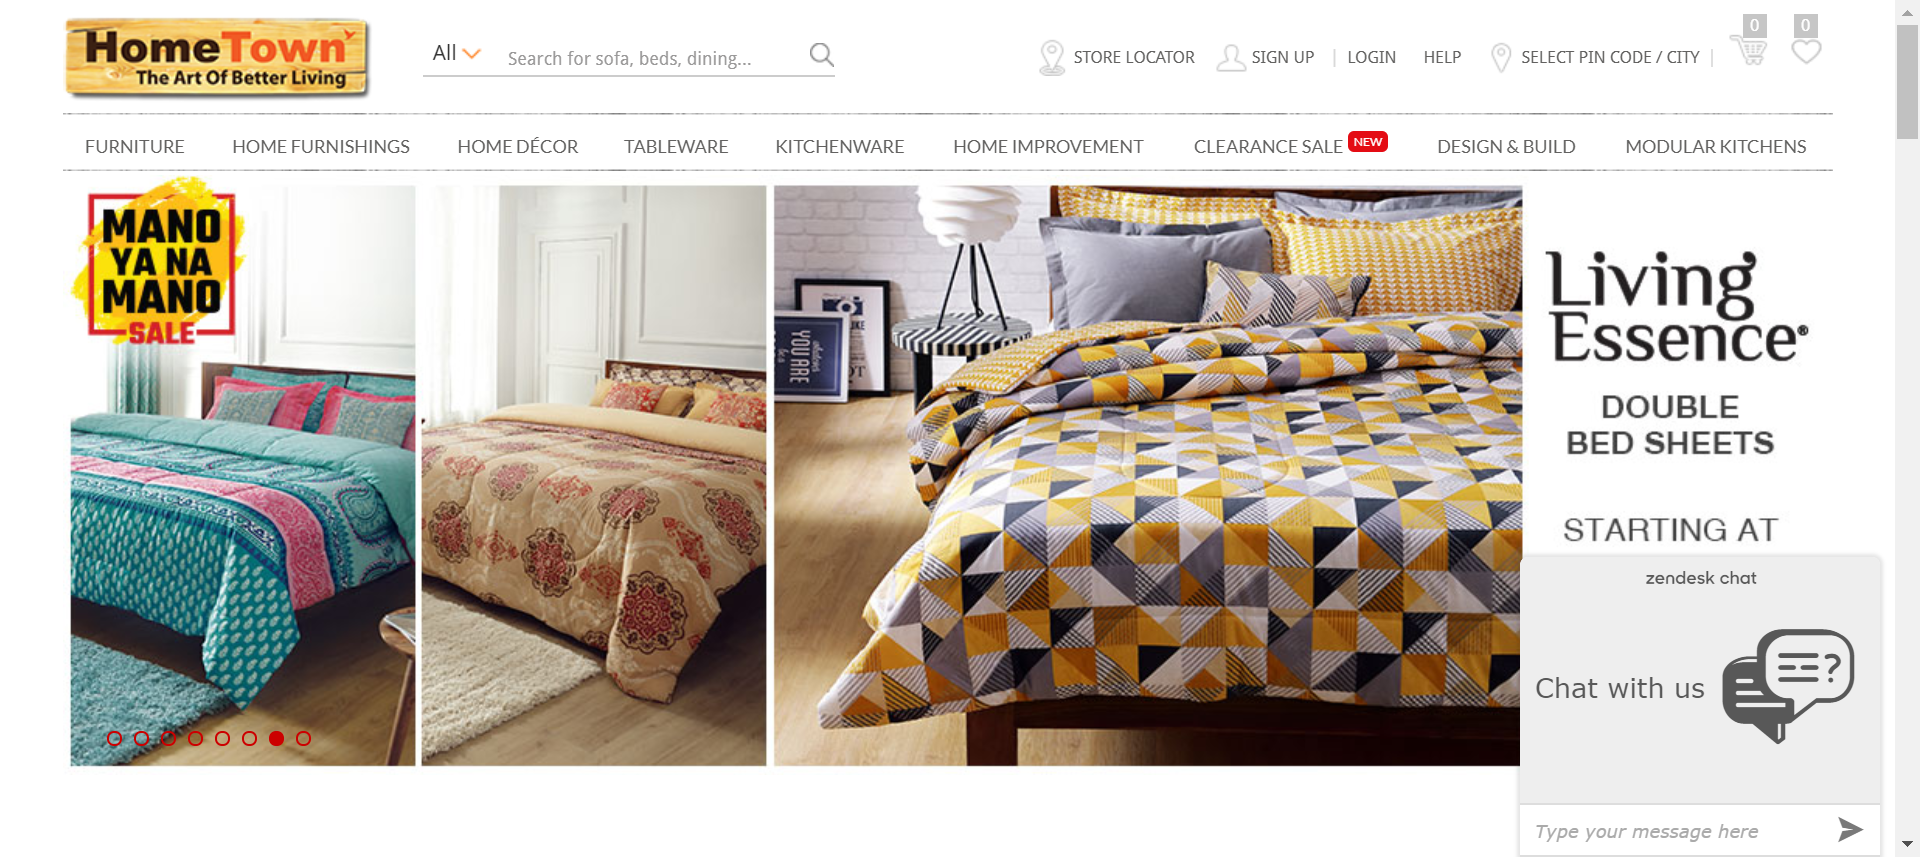 HomeTown
The Art Of Better Living
All
Search for sofa, beds, dining...
STORE LOCATOR
SIGN UP
LOGIN
HELP
SELECT PIN CODE / CITY
0
0
FURNITURE
HOME FURNISHINGS
HOME DÉCOR
TABLEWARE
KITCHENWARE
HOME IMPROVEMENT
CLEARANCE SALE NEW
DESIGN & BUILD
MODULAR KITCHENS
MANO
YA NA
MANO
SALE
YOU ARE
Living
Essence®
DOUBLE
BED SHEETS
STARTING AT
zendesk chat
Chat with us
Type your message here